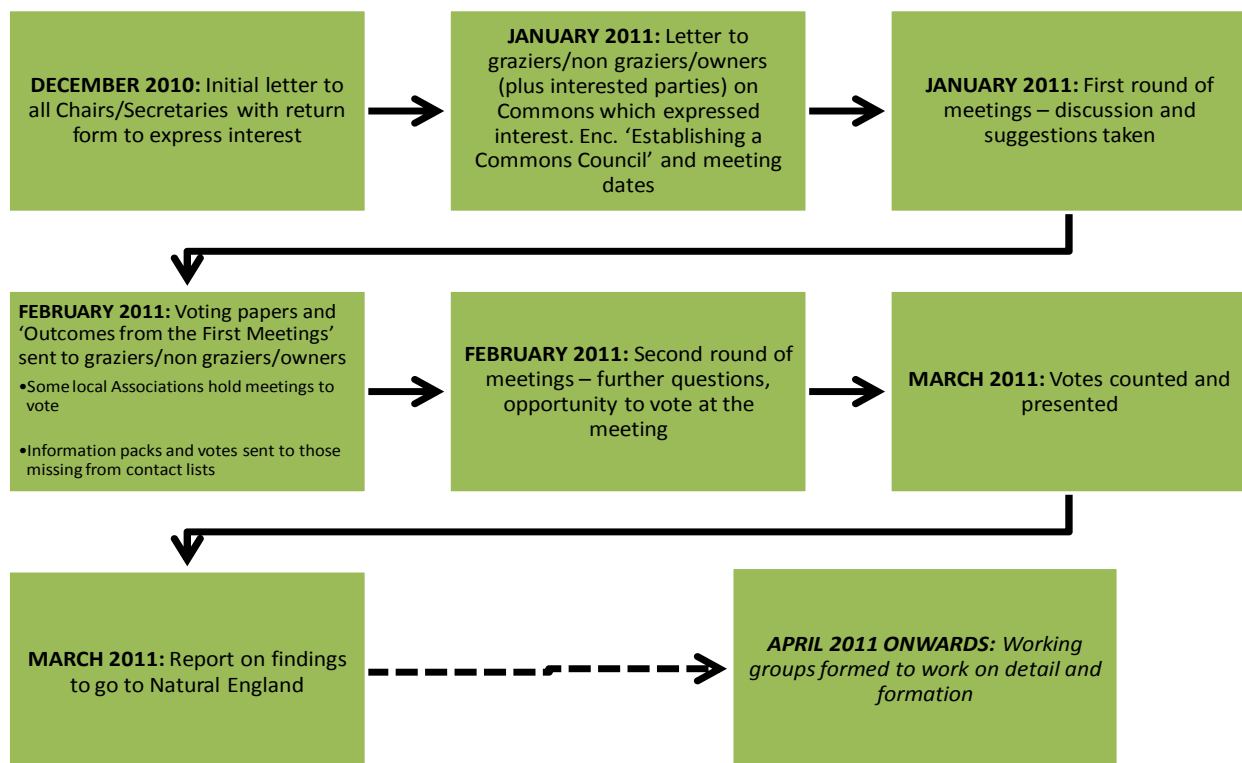 DECEMBER 2010: Initial letter to
all Chairs/Secretaries with return
form to express interest
JANUARY 2011: Letter to
graziers/non graziers/owners
(plus interested parties) on
Commons which expressed
interest. Enc. ‘Establishing a
Commons Council’ and meeting
dates
JANUARY 2011: First round of
meetings – discussion and
suggestions taken
FEBRUARY 2011: Voting papers and
‘Outcomes from the First Meetings’
sent to graziers/non graziers/owners
•Some local Associations hold meetings to
vote
•Information packs and votes sent to those
missing from contact lists
FEBRUARY 2011: Second round of
meetings – further questions,
opportunity to vote at the
meeting
MARCH 2011: Votes counted and
presented
MARCH 2011: Report on findings
to go to Natural England
APRIL 2011 ONWARDS: Working
groups formed to work on detail and
formation